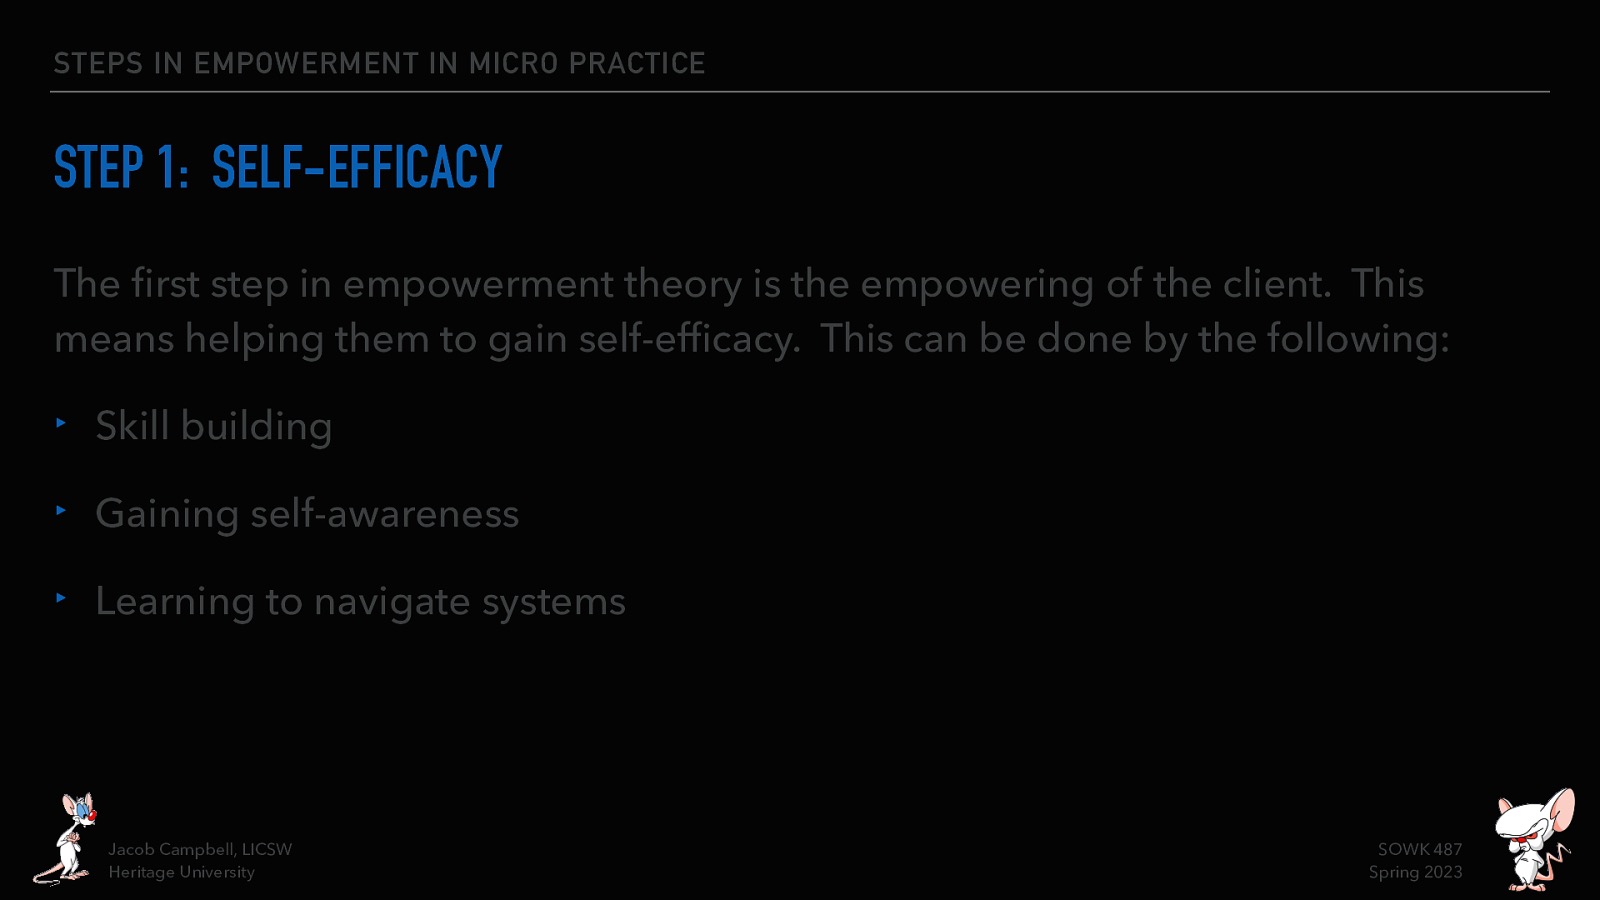 STEPS IN EMPOWERMENT IN MICRO PRACTICE
STEP 1:  SELF-EFFICACY
The first step in empowerment theory is the empowering of the client.  This
means helping them to gain self-efficacy.  This can be done by the following:
‣ Skill building
‣ Gaining self-awareness
‣ Learning to navigate systems
Jacob Campbell, LICSW
Heritage University
SOWK 487
Spring 2023